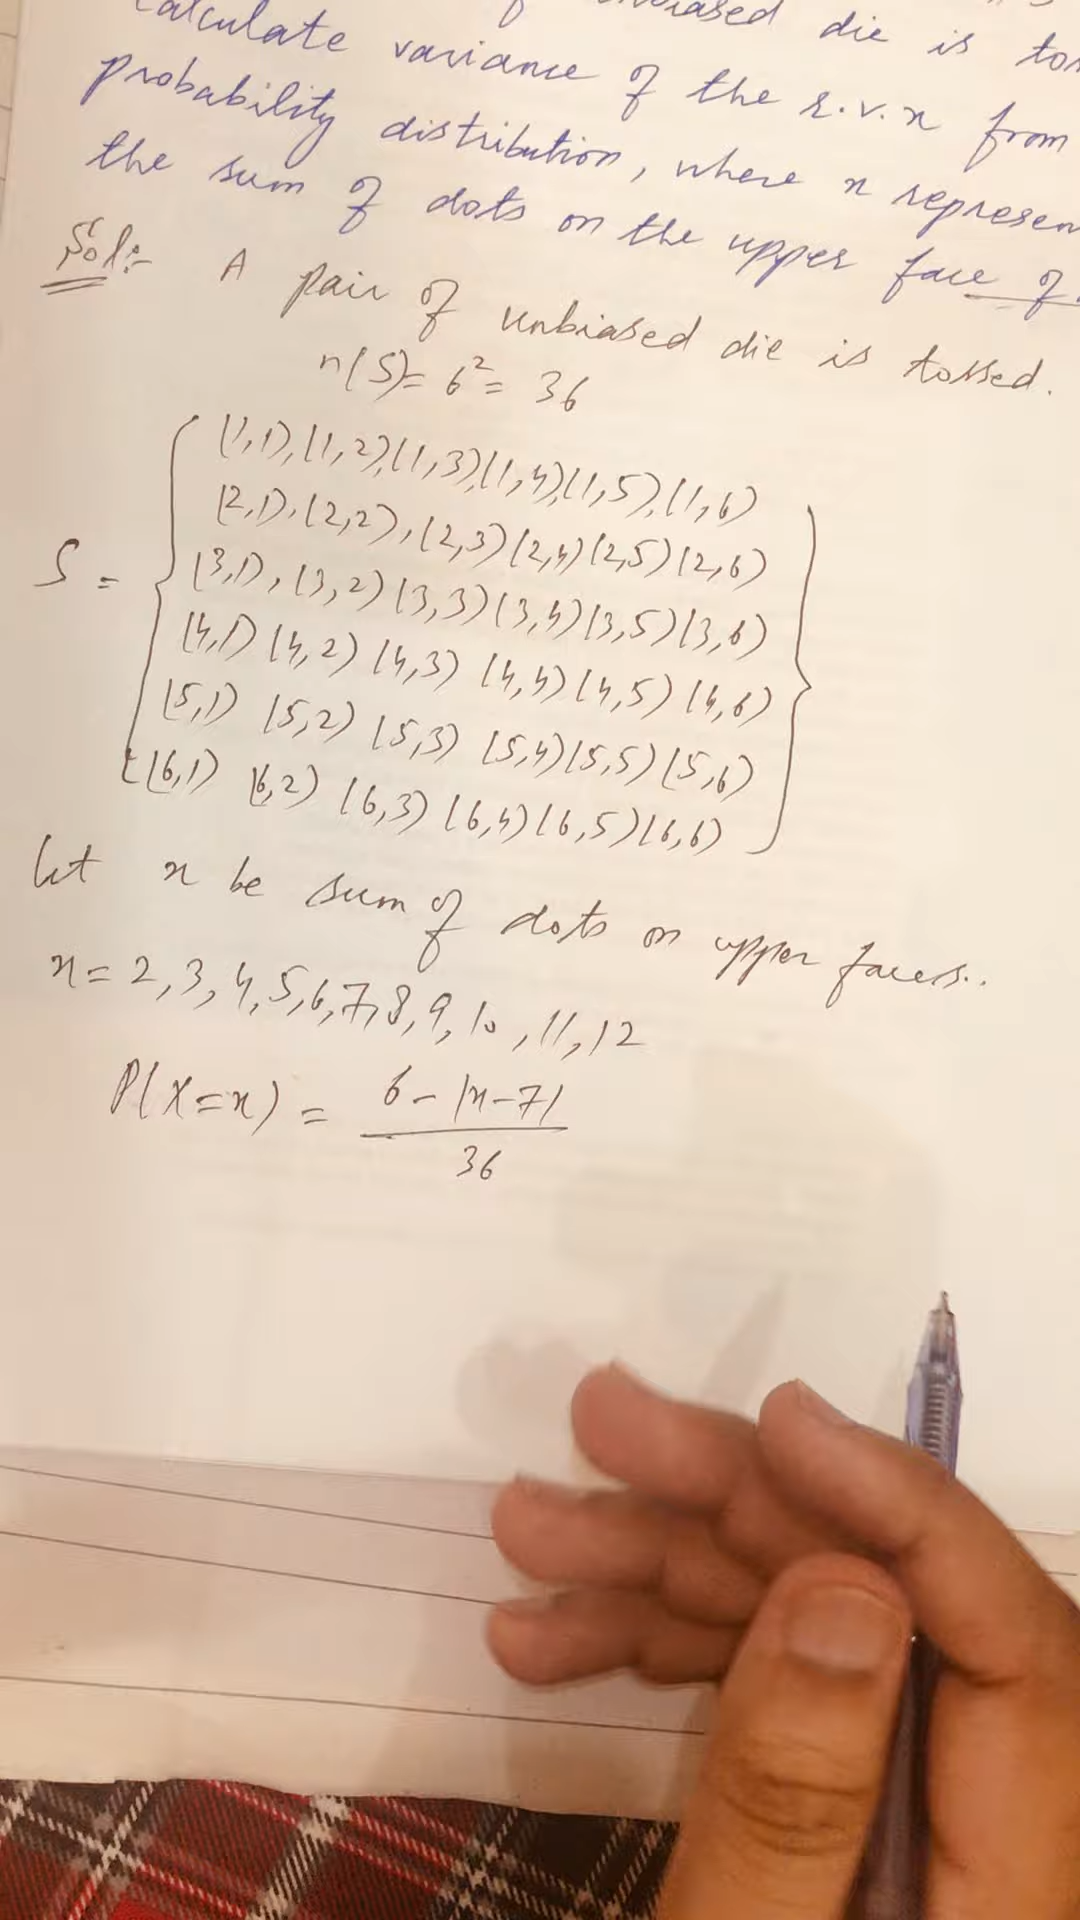 Calculate variance of the r.v. x from
biased die is
probability distribution, where x represen
the sum of dots on the upper face of
Sol:- A pair of unbiased die is tossed.
n(S)= 6²= 36
(1,1),(1,2),(1,3),(1,4),(1,5),(1,6)
(2,1),(2,2),(2,3)(2,4)(2,5)(2,6)
S = (3,1),(3,2)(3,3)(3,4)(3,5)(3,6)
(4,1)(4,2)(4,3)(4,4)(4,5)(4,6)
(5,1)(5,2)(5,3)(5,4)(5,5)(5,6)
(6,1)(6,2)(6,3)(6,4)(6,5)(6,6)
let x be sum of dots on upper faces..
x= 2,3,4,5,6,7,8,9,10,11,12
P(X=x) = 6-|x-7|
36